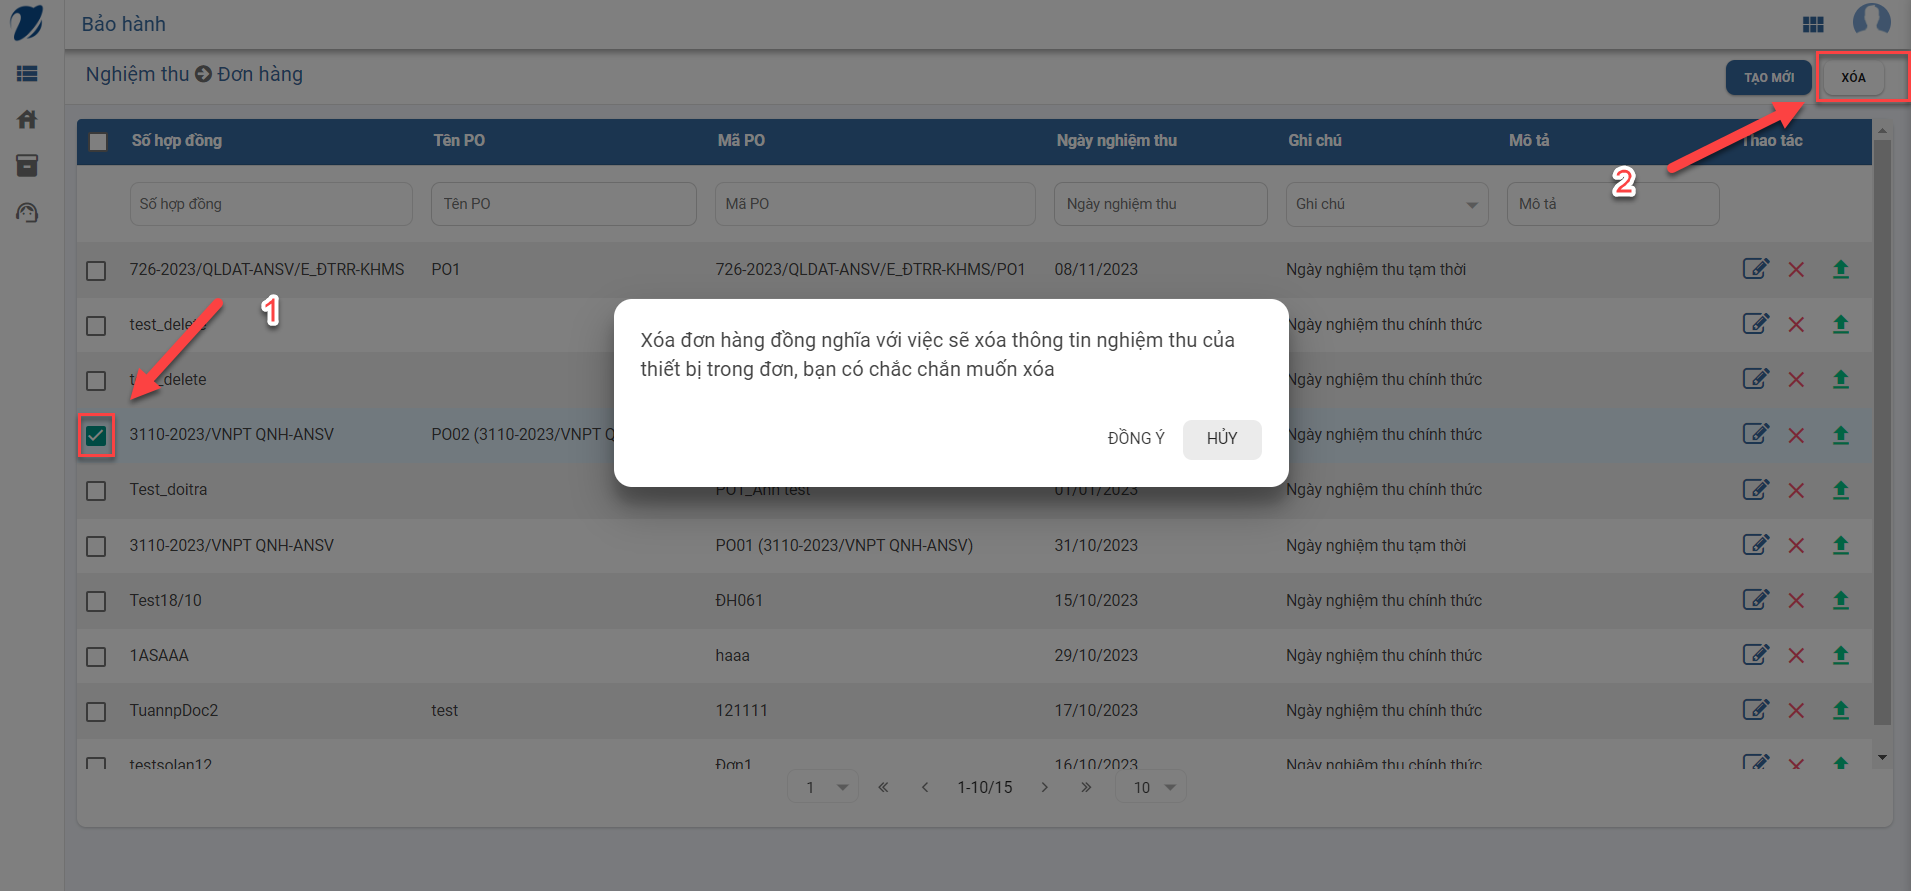 Bảo hành
Nghiệm thu Đơn hàng
TẠO MỚI XÓA
Số hợp đồng Tên PO Mã PO Ngày nghiệm thu Ghi chú Mô tả Thao tác
Số hợp đồng Tên PO Mã PO Ngày nghiệm thu Ghi chú Mô tả
2
726-2023/QLDAT-ANSV/E_ĐTRR-KHMS PO1 726-2023/QLDAT-ANSV/E_ĐTRR-KHMS/PO1 08/11/2023 Ngày nghiệm thu tạm thời
1
test_delete Ngày nghiệm thu chính thức
Xóa đơn hàng đồng nghĩa với việc sẽ xóa thông tin nghiệm thu của
thiết bị trong đơn, bạn có chắc chắn muốn xóa
test_delete Ngày nghiệm thu chính thức
3110-2023/VNPT QNH-ANSV PO02 (3110-2023/VNPT Q Ngày nghiệm thu chính thức
ĐỒNG Ý HỦY
Test_doitra PO1_Anh test 01/01/2023 Ngày nghiệm thu chính thức
3110-2023/VNPT QNH-ANSV PO01 (3110-2023/VNPT QNH-ANSV) 31/10/2023 Ngày nghiệm thu tạm thời
Test18/10 ĐH061 15/10/2023 Ngày nghiệm thu chính thức
1ASAAA haaa 29/10/2023 Ngày nghiệm thu chính thức
TuannpDoc2 test 121111 17/10/2023 Ngày nghiệm thu chính thức
testsolan12 Đơn1 16/10/2023 Ngày nghiệm thu chính thức
1 « ‹ 1-10/15 › » 10